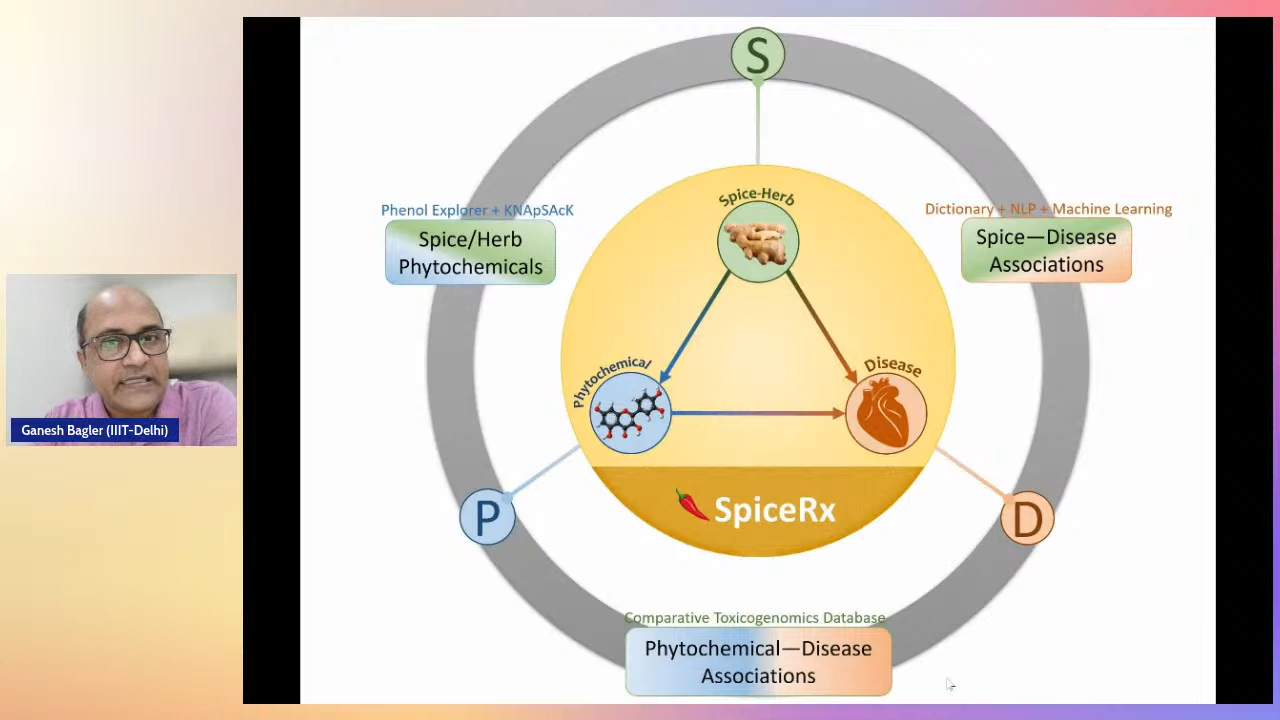 S
Spice-Herb
Phenol Explorer + KNApSAcK
Spice/Herb
Phytochemicals
Dictionary + NLP + Machine Learning
Spice—Disease
Associations
Phytochemical
Disease
Ganesh Bagler (IIIT-Delhi)
SpiceRx
P
D
Comparative Toxicogenomics Database
Phytochemical—Disease
Associations